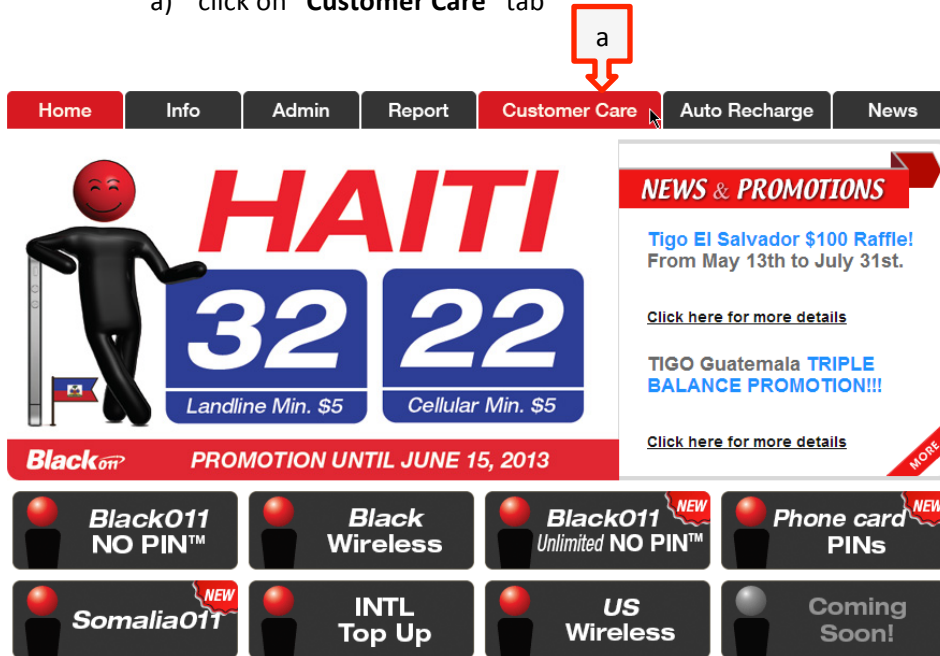 a) click on "Customer Care" tab
a
Home Info Admin Report Customer Care Auto Recharge News
HAITI
32 22
Landline Min. $5 Cellular Min. $5
Black011 PROMOTION UNTIL JUNE 15, 2013
NEWS & PROMOTIONS
Tigo El Salvador $100 Raffle!
From May 13th to July 31st.
Click here for more details
TIGO Guatemala TRIPLE
BALANCE PROMOTION!!!
Click here for more details
MORE
Black011
NO PIN™
Black
Wireless
Black011 NEW
Unlimited NO PIN™
Phone card NEW
PINs
Somalia011 NEW
INTL
Top Up
US
Wireless
Coming
Soon!